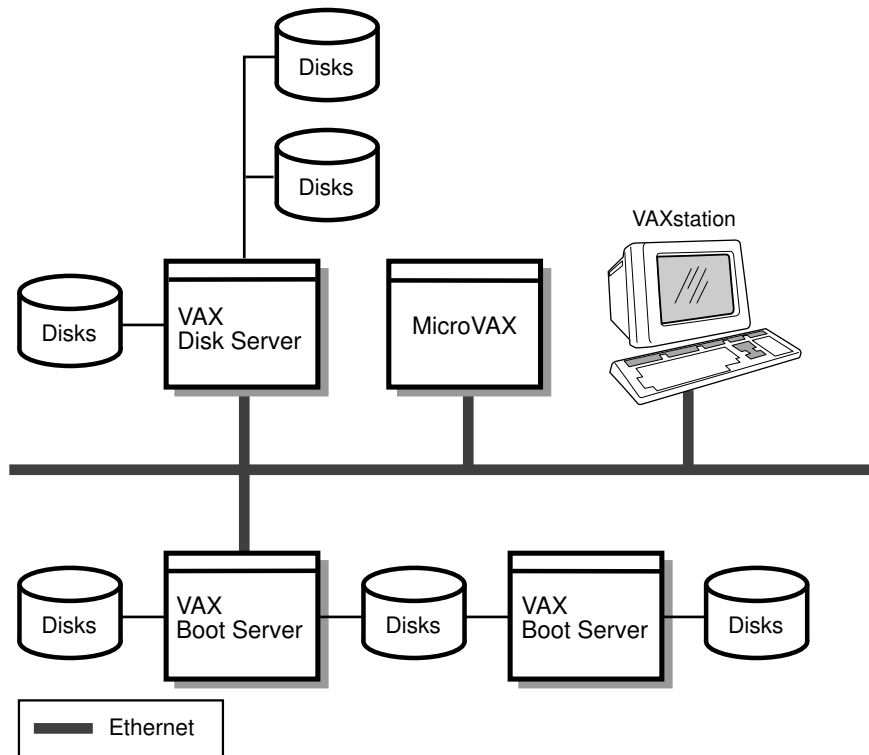 Disks
Disks
VAXstation
Disks
VAX
Disk Server
MicroVAX
Disks
VAX
Boot Server
Disks
VAX
Boot Server
Disks
Ethernet